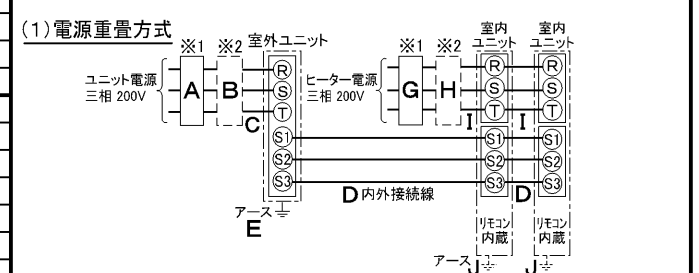 (1)電源重畳方式
※1 ※2 室外ユニット
ユニット電源
三相 200V
A B C
R
S
T
S1
S2
S3
アース
E
※1 ※2
ヒーター電源
三相 200V
G H I I
室内
ユニット
室内
ユニット
R R
S S
T T
S1 S1
S2 S2
S3 S3
D 内外接続線 D
リモコン
内蔵
リモコン
内蔵
アース J J